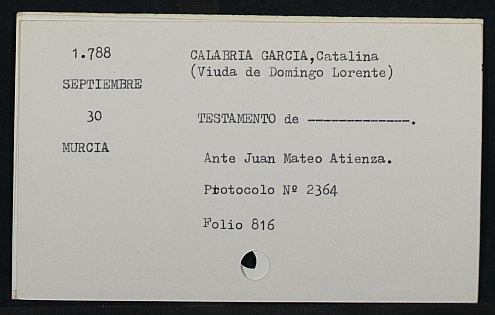 1.788
SEPTIEMBRE
30
MURCIA
CALABRIA GARCIA,Catalina
(Viuda de Domingo Lorente)
TESTAMENTO de -------------.
Ante Juan Mateo Atienza.
Protocolo Nº 2364
Folio 816